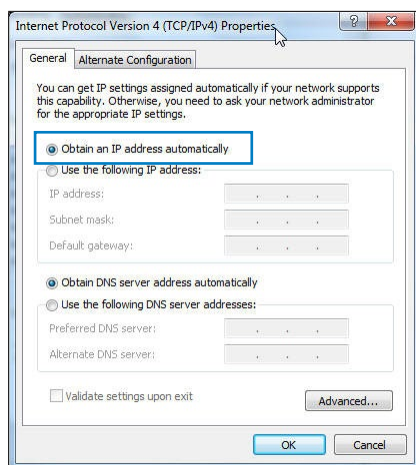 Internet Protocol Version 4 (TCP/IPv4) Properties
General
Alternate Configuration
You can get IP settings assigned automatically if your network supports
this capability. Otherwise, you need to ask your network administrator
for the appropriate IP settings.
Obtain an IP address automatically
Use the following IP address:
IP address:
Subnet mask:
Default gateway:
Obtain DNS server address automatically
Use the following DNS server addresses:
Preferred DNS server:
Alternate DNS server:
Validate settings upon exit
Advanced...
OK
Cancel